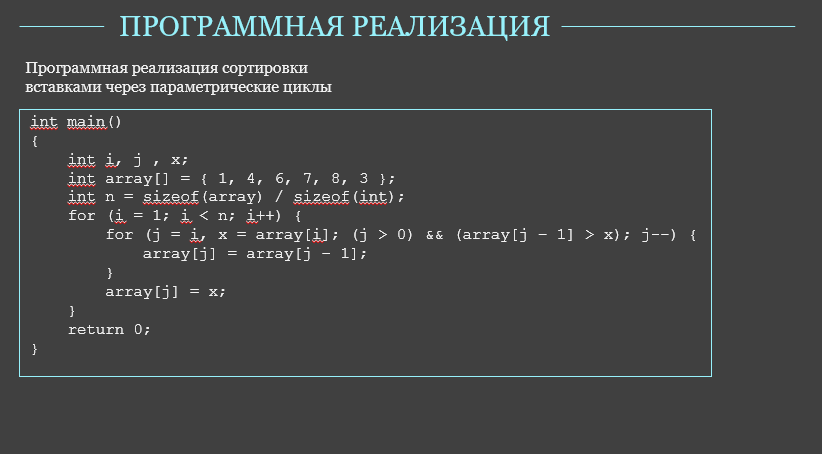 ПРОГРАММНАЯ РЕАЛИЗАЦИЯ
Программная реализация сортировки
вставками через параметрические циклы
int main()
{
    int i, j , x;
    int array[] = { 1, 4, 6, 7, 8, 3 };
    int n = sizeof(array) / sizeof(int);
    for (i = 1; i < n; i++) {
        for (j = i, x = array[i]; (j > 0) && (array[j - 1] > x); j--) {
            array[j] = array[j - 1];
        }
        array[j] = x;
    }
    return 0;
}